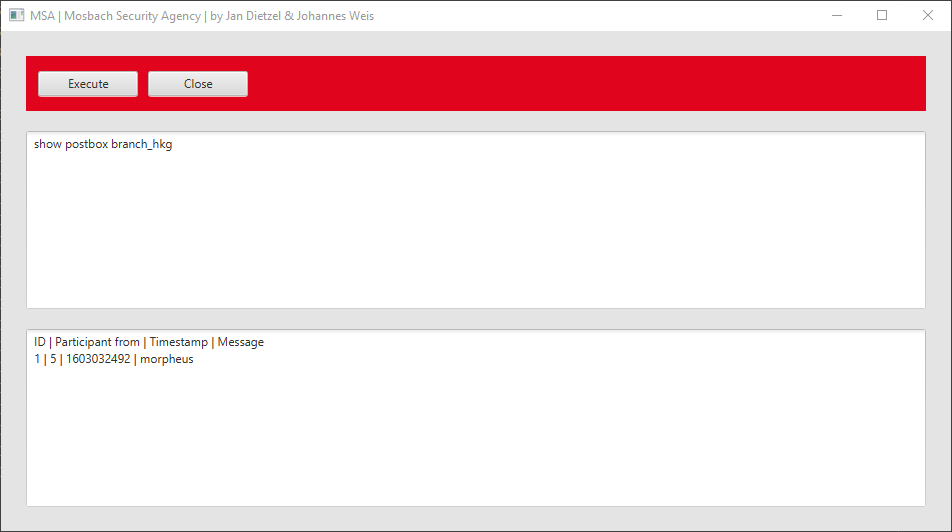 MSA | Mosbach Security Agency | by Jan Dietzel & Johannes Weis
Execute
Close
show postbox branch_hkg
ID | Participant from | Timestamp | Message
1 | 5 | 1603032492 | morpheus